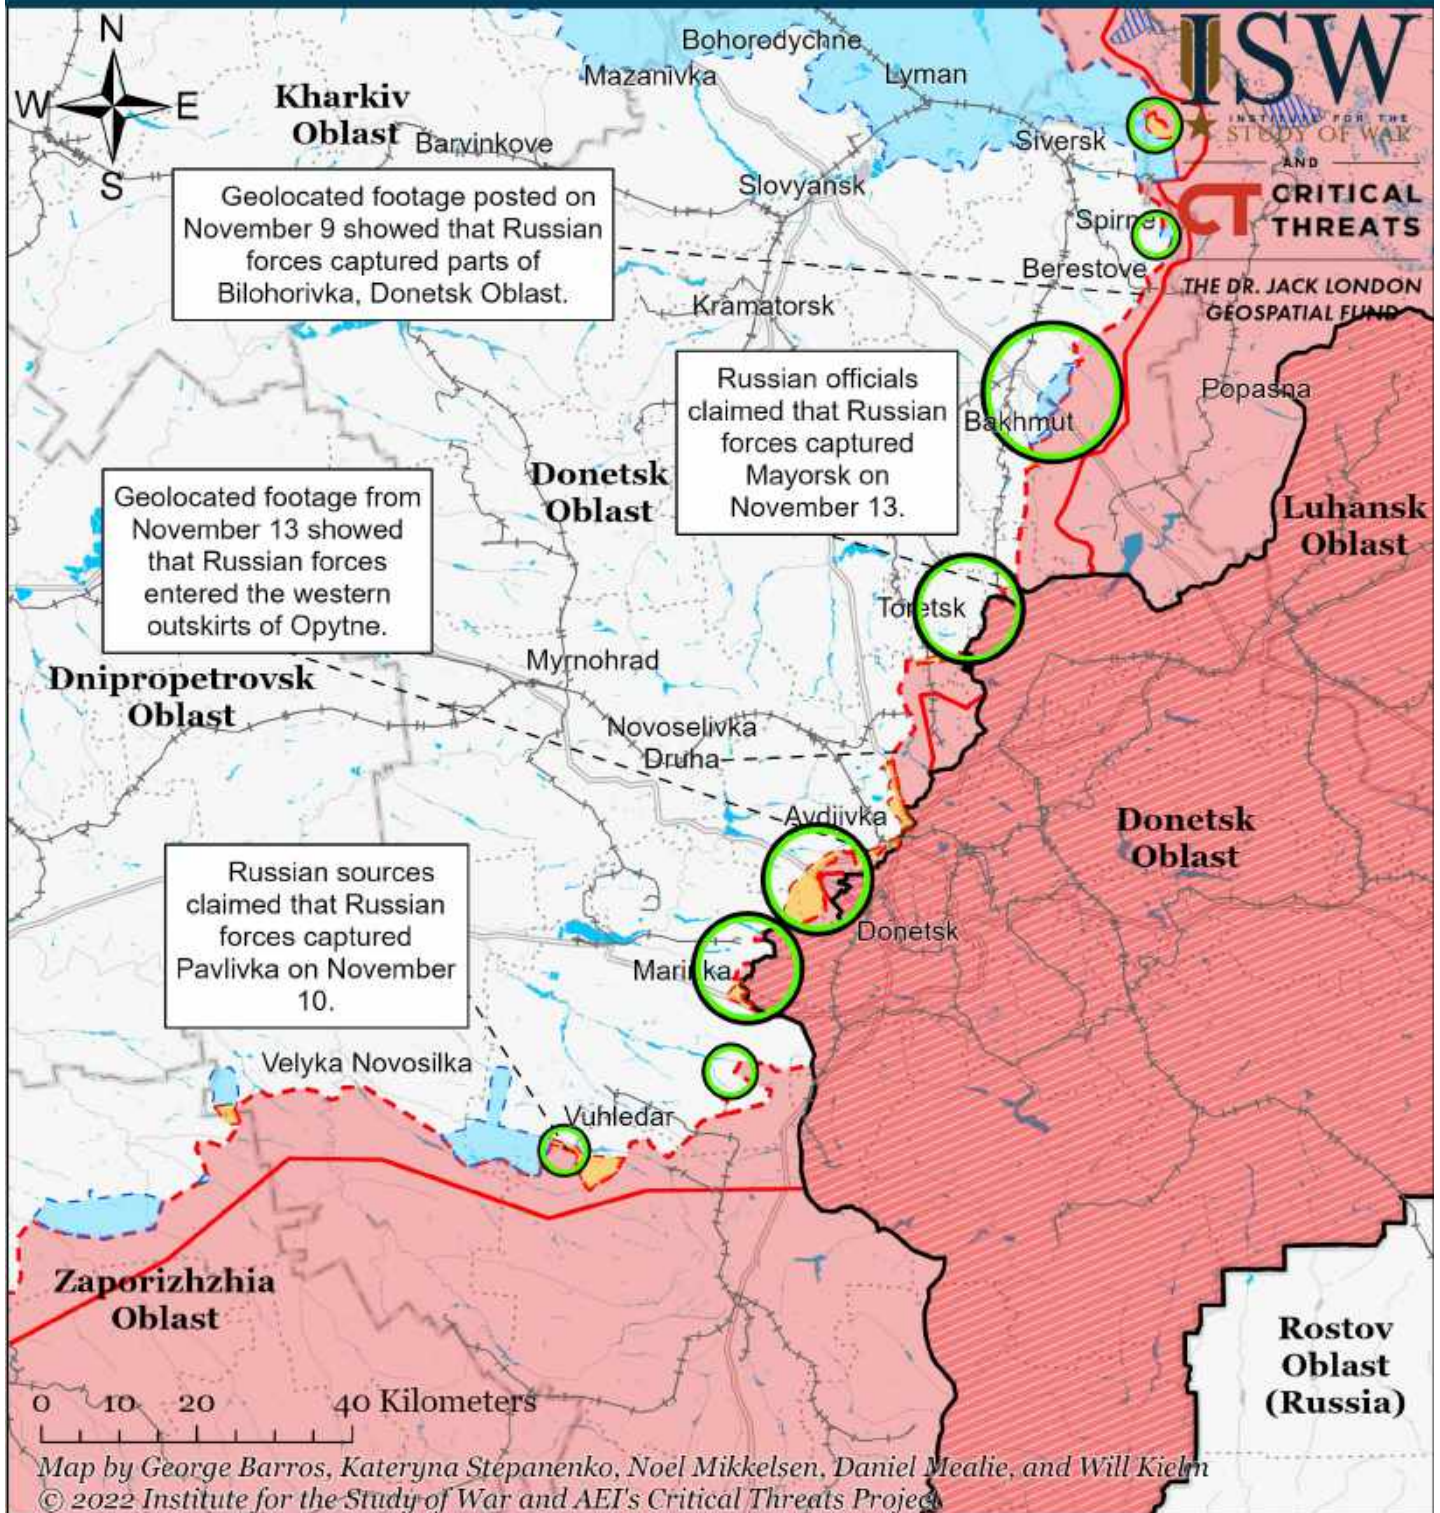 N
W
E
S
Kharkiv
Oblast
Barvinkove
Bohorodychne
Mazanivka
Lyman
Siversk
Slovyansk
ISW
INSTITUTE FOR THE
STUDY OF WAR
AND
CT CRITICAL
THREATS
THE DR. JACK LONDON
GEOSPATIAL FUND
Geolocated footage posted on
November 9 showed that Russian
forces captured parts of
Bilohorivka, Donetsk Oblast.
Spirne
Berestove
Kramatorsk
Russian officials
claimed that Russian
forces captured
Mayorsk on
November 13.
Bakhmut
Popasna
Donetsk
Oblast
Luhansk
Oblast
Geolocated footage from
November 13 showed
that Russian forces
entered the western
outskirts of Opytne.
Toretsk
Myrnohrad
Dnipropetrovsk
Oblast
Novoselivka
Druha
Avdiivka
Donetsk
Oblast
Russian sources
claimed that Russian
forces captured
Pavlivka on November
10.
Donetsk
Marinka
Velyka Novosilka
Vuhledar
Zaporizhzhia
Oblast
Rostov
Oblast
(Russia)
0 10 20 40 Kilometers
Map by George Barros, Kateryna Stepanenko, Noel Mikkelsen, Daniel Mealie, and Will Kielm
© 2022 Institute for the Study of War and AEI's Critical Threats Project